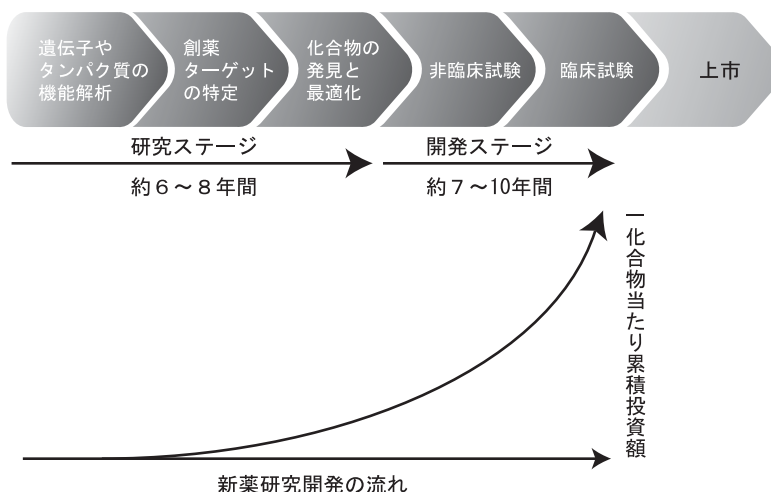 遺伝子や
タンパク質の
機能解析
創薬
ターゲット
の特定
化合物の
発見と
最適化
非臨床試験
臨床試験
上市
研究ステージ
約6〜8年間
開発ステージ
約7〜10年間
一化合物当たり累積投資額
新薬研究開発の流れ